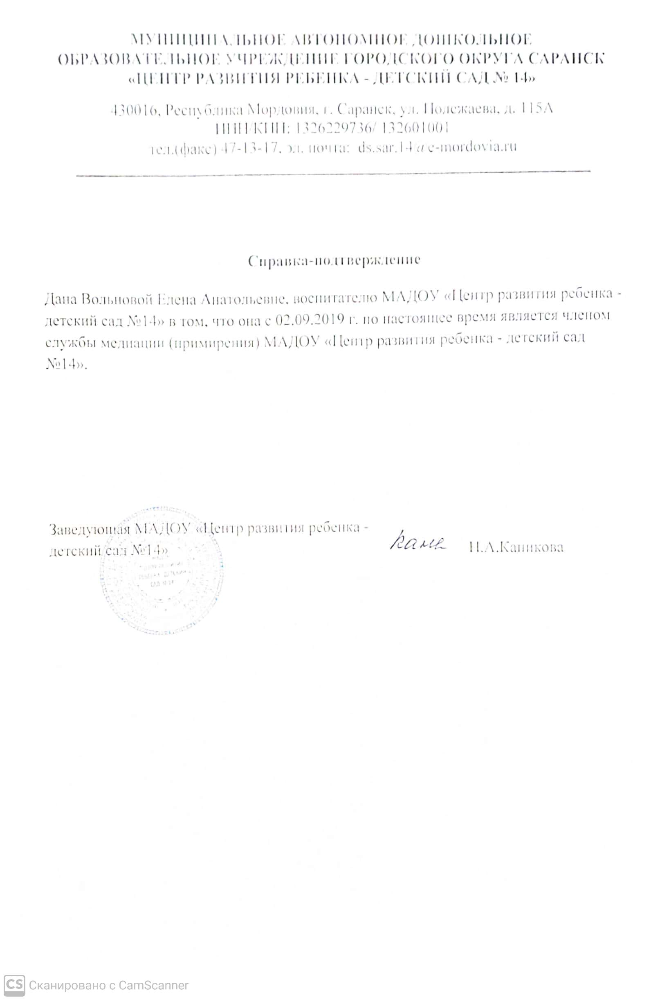 МУНИЦИПАЛЬНОЕ АВТОНОМНОЕ ДОШКОЛЬНОЕ
ОБРАЗОВАТЕЛЬНОЕ УЧРЕЖДЕНИЕ ГОРОДСКОГО ОКРУГА САРАНСК
«ЦЕНТР РАЗВИТИЯ РЕБЕНКА - ДЕТСКИЙ САД № 14»
430016, Республика Мордовия, г. Саранск, ул. Полежаева, д. 115А
ИНН/КПП: 1326229736/ 132601001
тел.(факс) 47-13-17, эл. почта: ds.sar.14@e-mordovia.ru
Справка-подтверждение
Дана Вольновой Елена Анатольевне, воспитателю МАДОУ «Центр развития ребенка -
детский сад №14» в том, что она с 02.09.2019 г. по настоящее время является членом
службы медиации (примирения) МАДОУ «Центр развития ребенка - детский сад
№14».
Заведующая МАДОУ «Центр развития ребенка -
детский сад №14»
Н.А.Каникова
САД №14
CS Сканировано с CamScanner